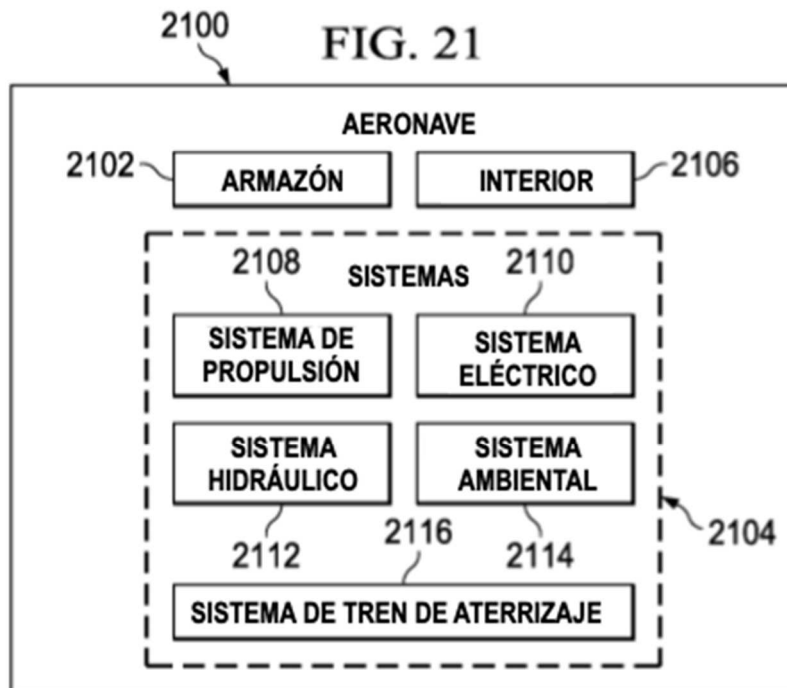 2100 FIG. 21
AERONAVE
2102 ARMAZÓN INTERIOR 2106
2108 SISTEMAS 2110
SISTEMA DE PROPULSIÓN SISTEMA ELÉCTRICO
SISTEMA HIDRÁULICO SISTEMA AMBIENTAL
2104
2112 2116 2114
SISTEMA DE TREN DE ATERRIZAJE